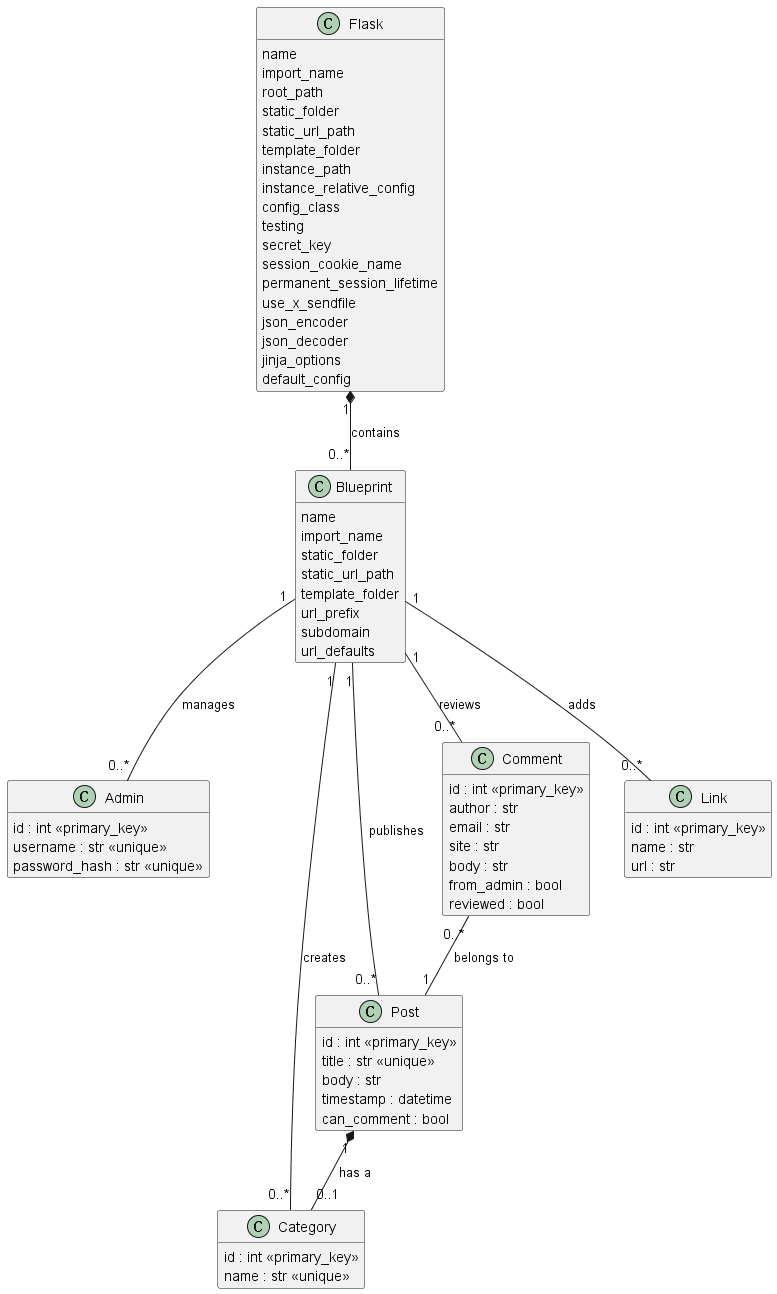 C Flask
name
import_name
root_path
static_folder
static_url_path
template_folder
instance_path
instance_relative_config
config_class
testing
secret_key
session_cookie_name
permanent_session_lifetime
use_x_sendfile
json_encoder
json_decoder
jinja_options
default_config
1
contains
0..*
C Blueprint
name
import_name
static_folder
static_url_path
template_folder
url_prefix
subdomain
url_defaults
1
1
1
1
1
manages
reviews
adds
0..*
0..*
0..*
C Admin
id : int «primary_key»
username : str «unique»
password_hash : str «unique»
publishes
C Comment
id : int «primary_key»
author : str
email : str
site : str
body : str
from_admin : bool
reviewed : bool
C Link
id : int «primary_key»
name : str
url : str
0..*
creates
belongs to
0..*
1
C Post
id : int «primary_key»
title : str «unique»
body : str
timestamp : datetime
can_comment : bool
1
has a
0..*
0..1
C Category
id : int «primary_key»
name : str «unique»